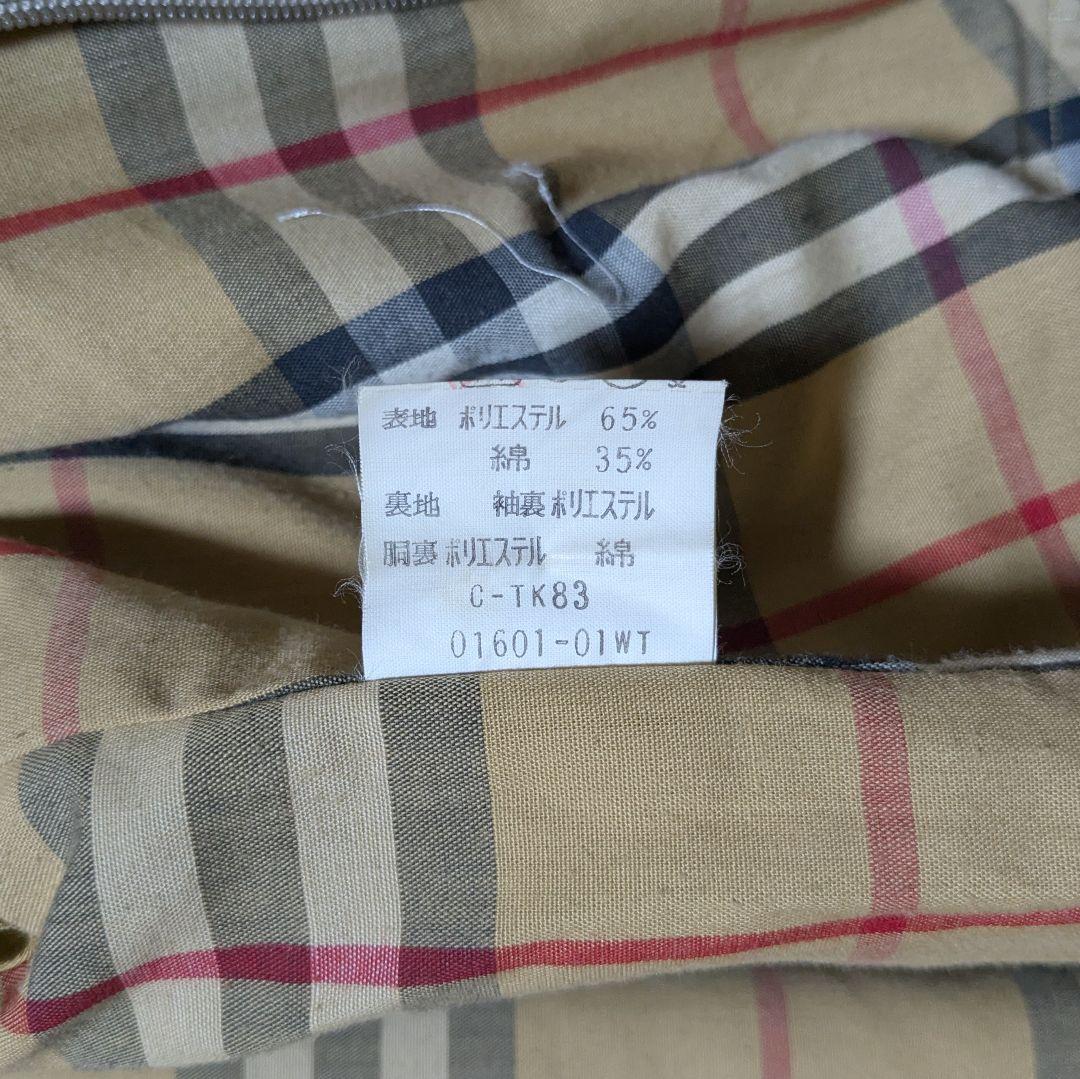 表地 ポリエステル 65%
綿 35%
裏地 袖裏 ポリエステル
胴裏 ポリエステル 綿
C-TK83
01601-01WT